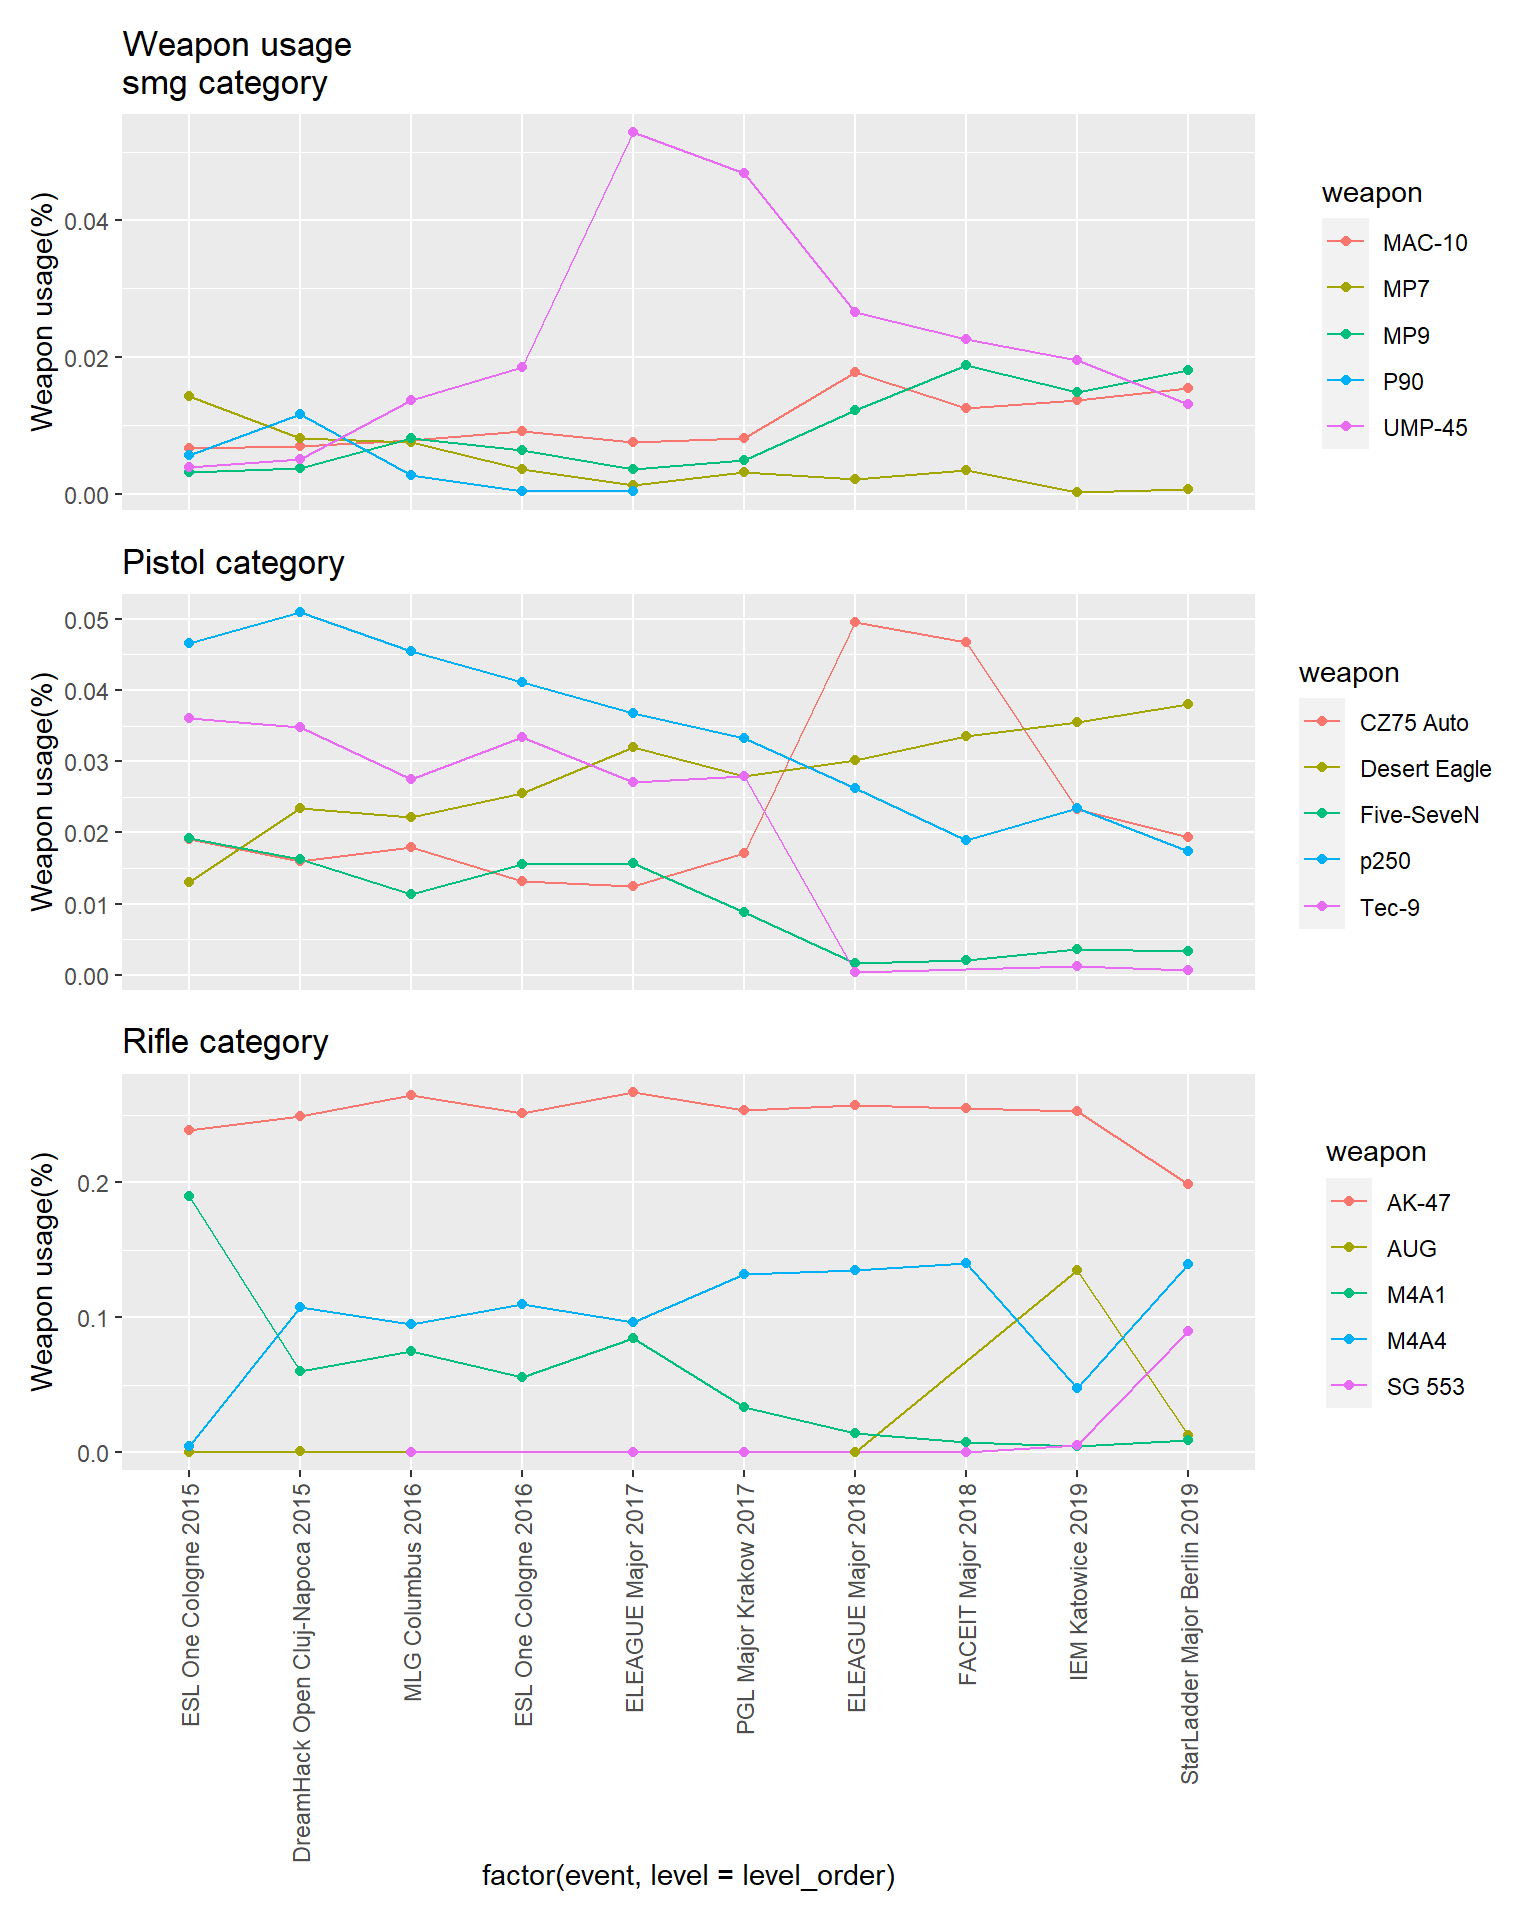 Weapon usage
smg category
Weapon usage(%)
0.04
0.02
0.00
weapon
MAC-10
MP7
MP9
P90
UMP-45
Pistol category
Weapon usage(%)
0.05
0.04
0.03
0.02
0.01
0.00
weapon
CZ75 Auto
Desert Eagle
Five-SeveN
p250
Tec-9
Rifle category
Weapon usage(%)
0.2
0.1
0.0
weapon
AK-47
AUG
M4A1
M4A4
SG 553
ESL One Cologne 2015
DreamHack Open Cluj-Napoca 2015
MLG Columbus 2016
ESL One Cologne 2016
ELEAGUE Major 2017
PGL Major Krakow 2017
ELEAGUE Major 2018
FACEIT Major 2018
IEM Katowice 2019
StarLadder Major Berlin 2019
factor(event, level = level_order)